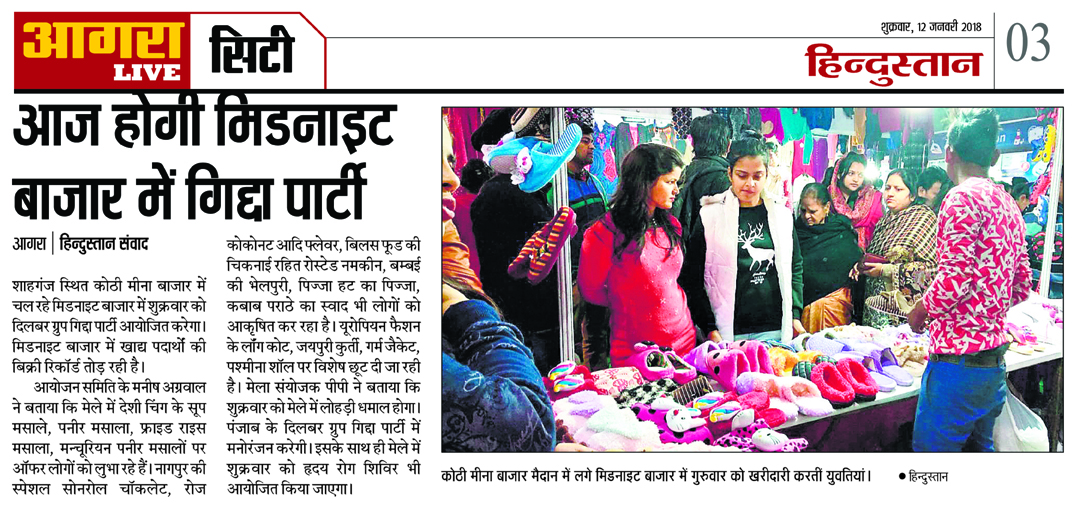 आगरा
LIVE
सिटी
शुक्रवार, 12 जनवरी 2018
हिन्दुस्तान
03
आज होगी मिडनाइट
बाजार में गिद्दा पार्टी
आगरा | हिन्दुस्तान संवाद
शाहगंज स्थित कोठी मीना बाजार में
चल रहे मिडनाइट बाजार में शुक्रवार को
दिलबर ग्रुप गिद्दा पार्टी आयोजित करेगा।
मिडनाइट बाजार में खाद्य पदार्थों की
बिक्री रिकॉर्ड तोड़ रही है।
आयोजन समिति के मनीष अग्रवाल
ने बताया कि मेले में देशी चिंग के सूप
मसाले, पनीर मसाला, फ्राइड राइस
मसाला, मन्चूरियन पनीर मसालों पर
ऑफर लोगों को लुभा रहे हैं। नागपुर की
स्पेशल सोनरोल चॉकलेट, रोज
कोकोनट आदि फ्लेवर, बिलस फूड की
चिकनाई रहित रोस्टेड नमकीन, बम्बई
की भेलपुरी, पिज्जा हट का पिज्जा,
कबाब पराठे का स्वाद भी लोगों को
आकृषित कर रहा है। यूरोपियन फैशन
के लॉंग कोट, जयपुरी कुर्ती, गर्म जैकेट,
पश्मीना शॉल पर विशेष छूट दी जा रही
है। मेला संयोजक पीपी ने बताया कि
शुक्रवार को मेले में लोहड़ी धमाल होगा।
पंजाब के दिलबर ग्रुप गिद्दा पार्टी में
मनोरंजन करेगी। इसके साथ ही मेले में
शुक्रवार को हृदय रोग शिविर भी
आयोजित किया जाएगा।
कोठी मीना बाजार मैदान में लगे मिडनाइट बाजार में गुरुवार को खरीदारी करतीं युवतियां। • हिन्दुस्तान